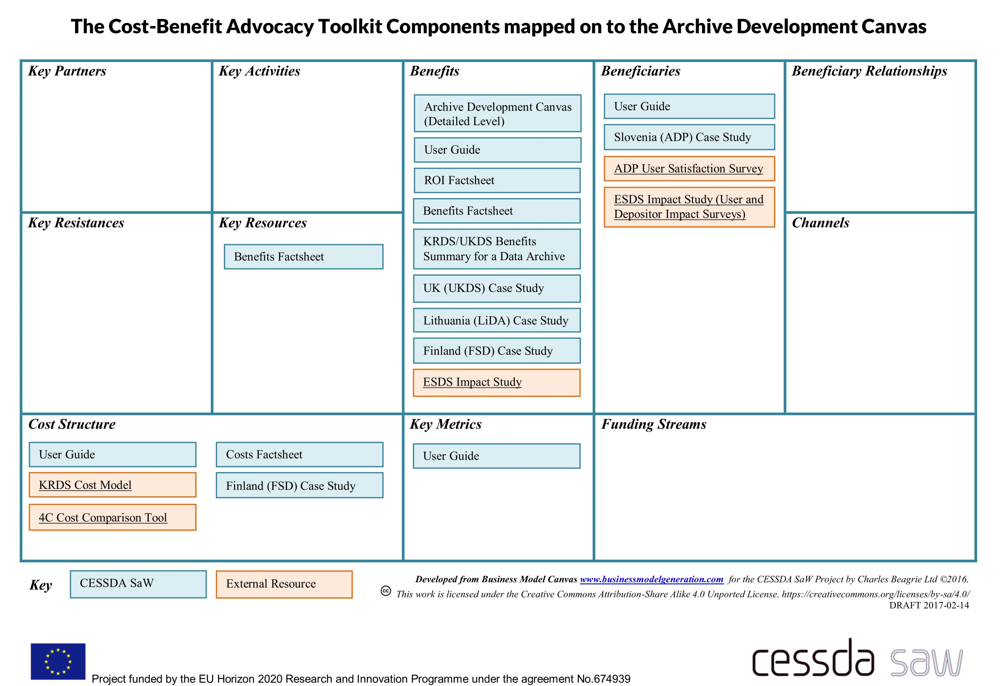 The Cost-Benefit Advocacy Toolkit Components mapped on to the Archive Development Canvas
Key Partners
Key Activities
Benefits
Archive Development Canvas
(Detailed Level)
User Guide
ROI Factsheet
Benefits Factsheet
KRDS/UKDS Benefits
Summary for a Data Archive
UK (UKDS) Case Study
Lithuania (LiDA) Case Study
Finland (FSD) Case Study
ESDS Impact Study
Beneficiaries
User Guide
Slovenia (ADP) Case Study
ADP User Satisfaction Survey
ESDS Impact Study (User and
Depositor Impact Surveys)
Beneficiary Relationships
Key Resistances
Key Resources
Benefits Factsheet
Channels
Cost Structure
User Guide
Costs Factsheet
KRDS Cost Model
Finland (FSD) Case Study
4C Cost Comparison Tool
Key Metrics
User Guide
Funding Streams
Key
CESSDA SaW
External Resource
Developed from Business Model Canvas www.businessmodelgeneration.com for the CESSDA SaW Project by Charles Beagrie Ltd ©2016.
cc This work is licensed under the Creative Commons Attribution-Share Alike 4.0 Unported License. https://creativecommons.org/licenses/by-sa/4.0/
DRAFT 2017-02-14
Project funded by the EU Horizon 2020 Research and Innovation Programme under the agreement No.674939
cessda saw